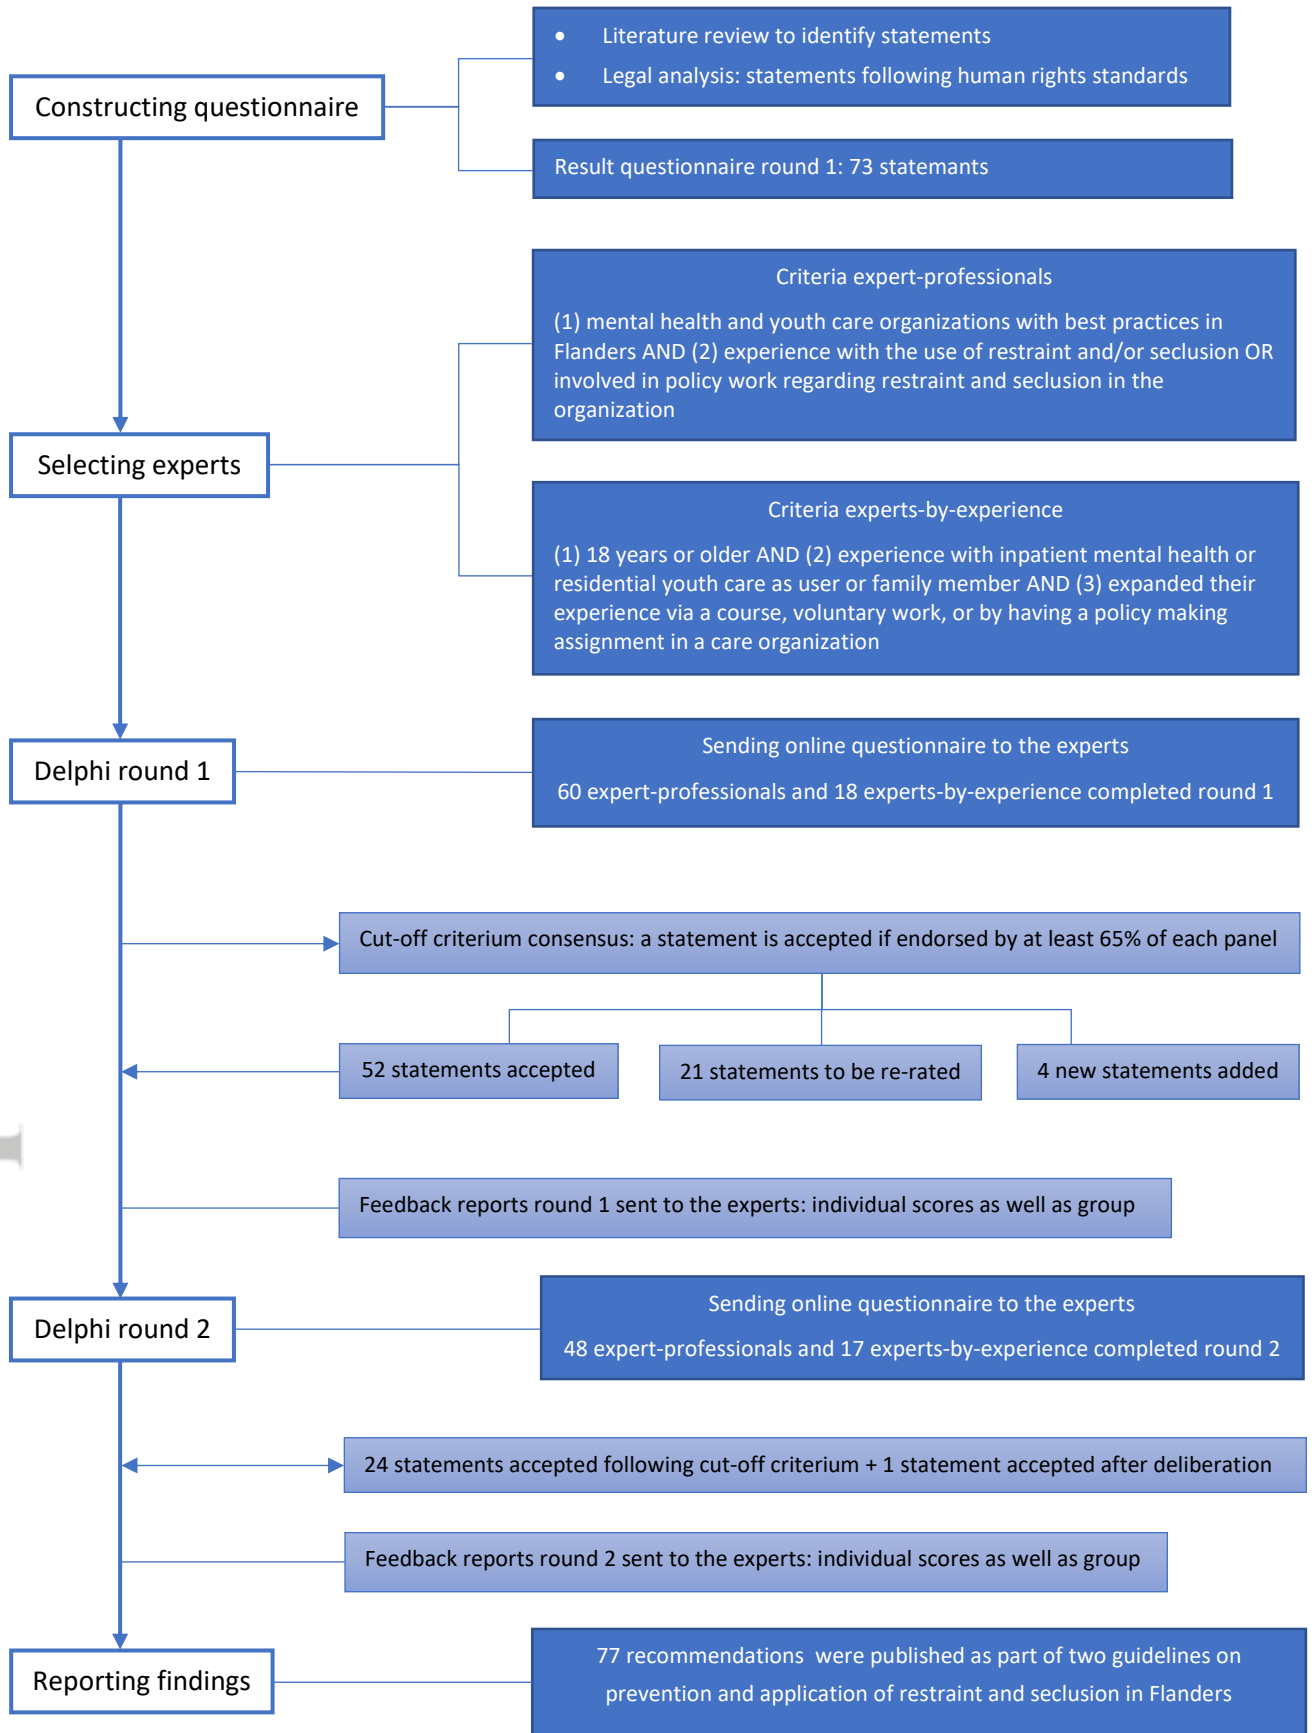 • Literature review to identify statements
• Legal analysis: statements following human rights standards
Constructing questionnaire
Result questionnaire round 1: 73 statemants
Criteria expert-professionals
(1) mental health and youth care organizations with best practices in
Flanders AND (2) experience with the use of restraint and/or seclusion OR
involved in policy work regarding restraint and seclusion in the
organization
Selecting experts
Criteria experts-by-experience
(1) 18 years or older AND (2) experience with inpatient mental health or
residential youth care as user or family member AND (3) expanded their
experience via a course, voluntary work, or by having a policy making
assignment in a care organization
Delphi round 1
Sending online questionnaire to the experts
60 expert-professionals and 18 experts-by-experience completed round 1
Cut-off criterium consensus: a statement is accepted if endorsed by at least 65% of each panel
52 statements accepted
21 statements to be re-rated
4 new statements added
Feedback reports round 1 sent to the experts: individual scores as well as group
Delphi round 2
Sending online questionnaire to the experts
48 expert-professionals and 17 experts-by-experience completed round 2
24 statements accepted following cut-off criterium + 1 statement accepted after deliberation
Feedback reports round 2 sent to the experts: individual scores as well as group
Reporting findings
77 recommendations were published as part of two guidelines on
prevention and application of restraint and seclusion in Flanders